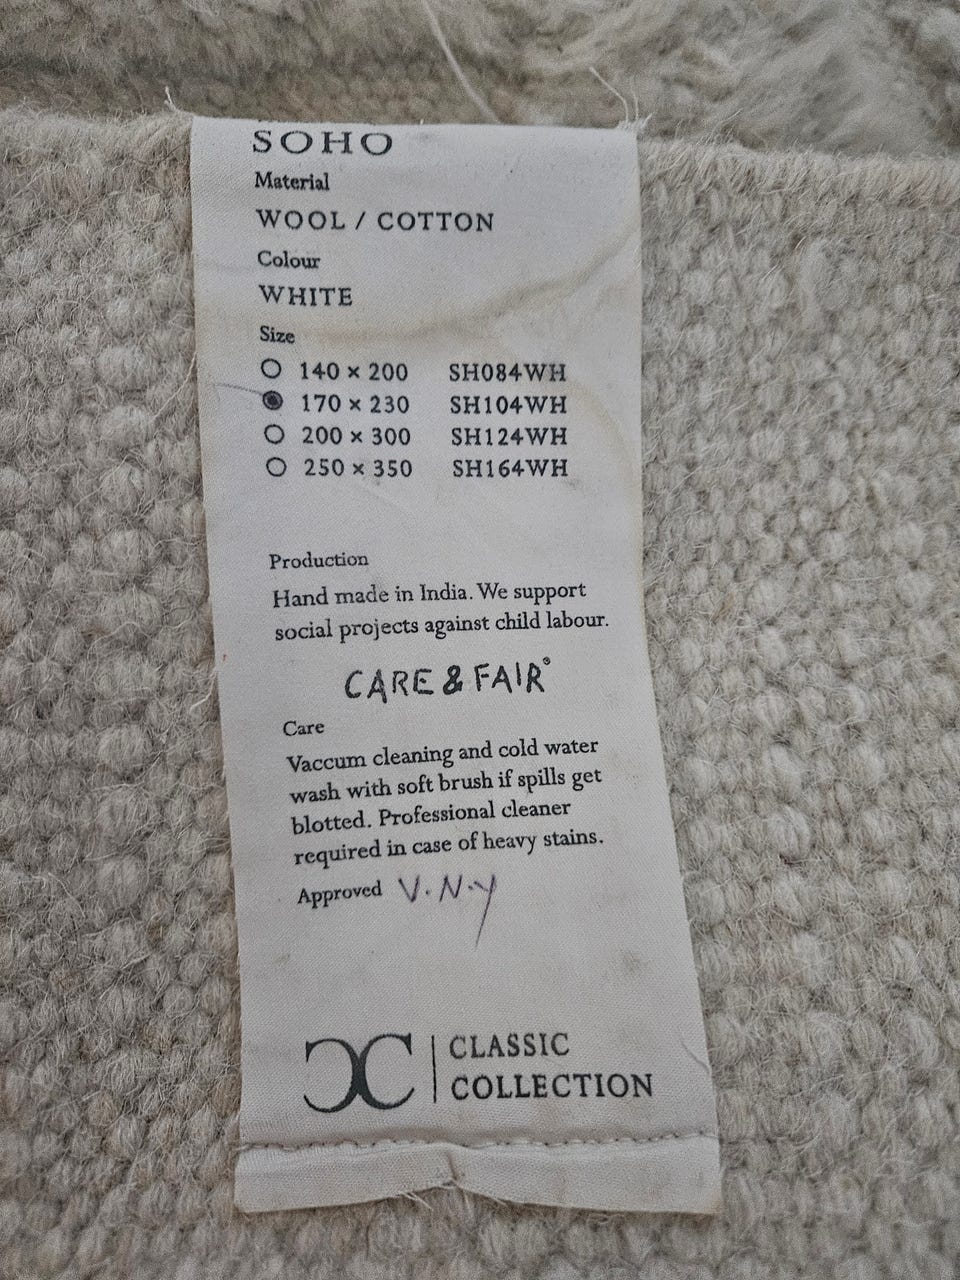 SOHO
Material
WOOL / COTTON
Colour
WHITE
Size
140 × 200 SH084WH
170 × 230 SH104WH
200 × 300 SH124WH
250 × 350 SH164WH
Production
Hand made in India. We support
social projects against child labour.
CARE & FAIR®
Care
Vaccum cleaning and cold water
wash with soft brush if spills get
blotted. Professional cleaner
required in case of heavy stains.
Approved V.N.y
CC CLASSIC
COLLECTION